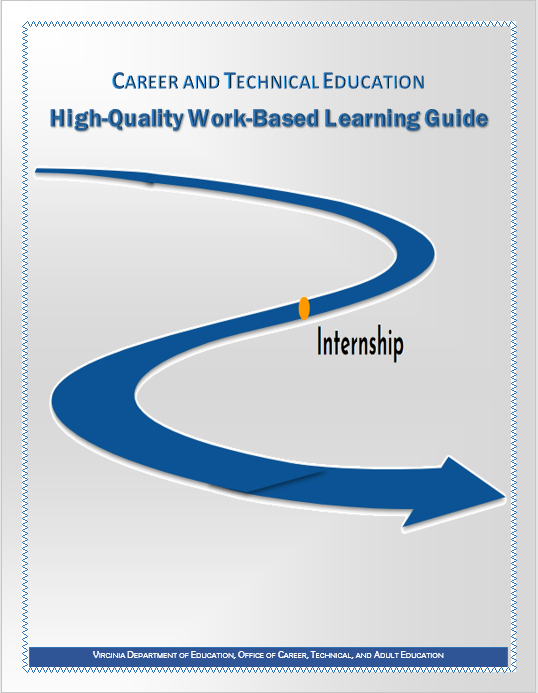 CAREER AND TECHNICAL EDUCATION
High-Quality Work-Based Learning Guide
Internship
VIRGINIA DEPARTMENT OF EDUCATION, OFFICE OF CAREER, TECHNICAL, AND ADULT EDUCATION